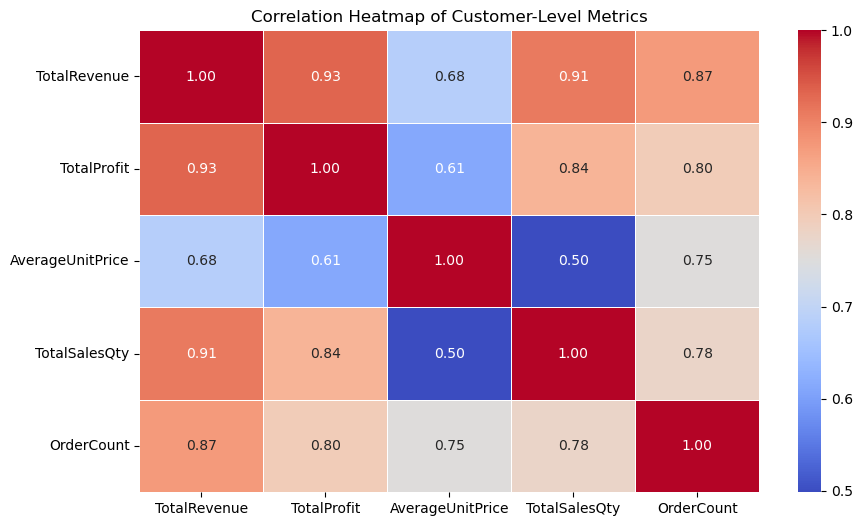 Correlation Heatmap of Customer-Level Metrics
TotalRevenue 1.00 0.93 0.68 0.91 0.87
TotalProfit 0.93 1.00 0.61 0.84 0.80
AverageUnitPrice 0.68 0.61 1.00 0.50 0.75
TotalSalesQty 0.91 0.84 0.50 1.00 0.78
OrderCount 0.87 0.80 0.75 0.78 1.00
TotalRevenue TotalProfit AverageUnitPrice TotalSalesQty OrderCount
1.0
0.9
0.8
0.7
0.6
0.5